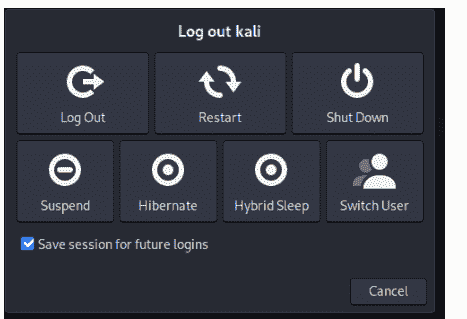 Log out kali
Log Out Restart Shut Down
Suspend Hibernate Hybrid Sleep Switch User
Save session for future logins
Cancel